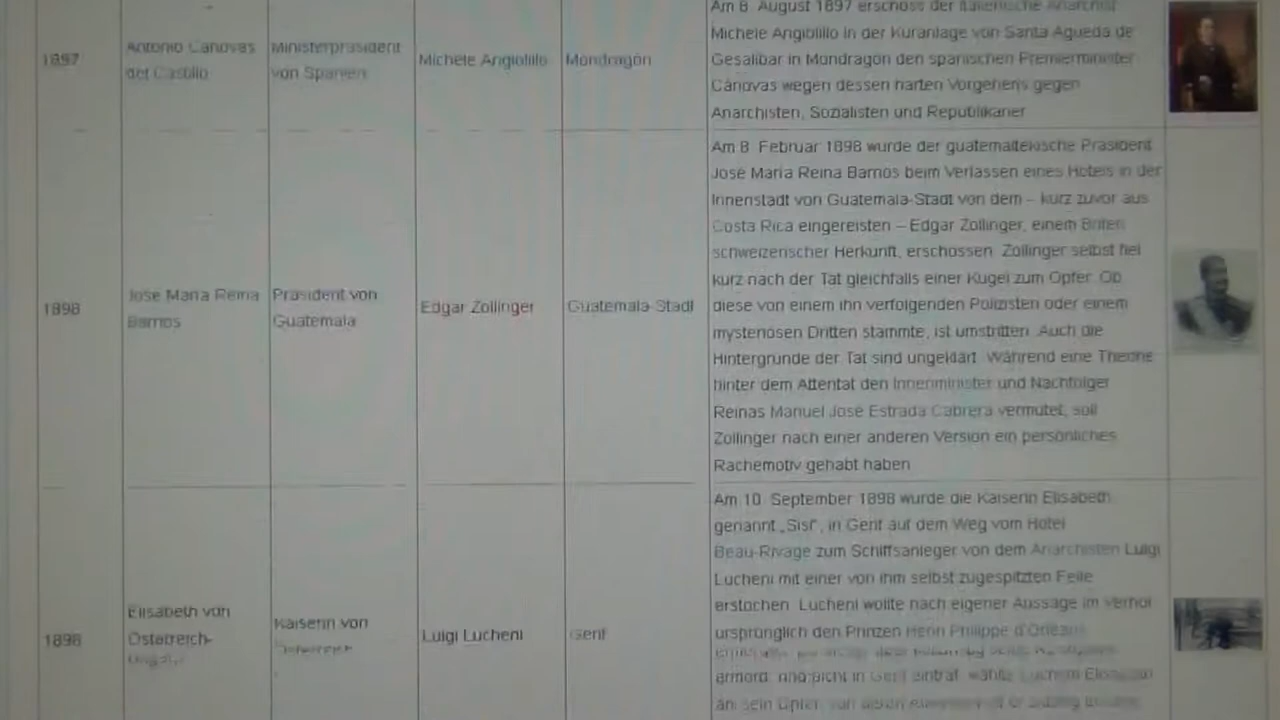 Am 8. August 1897 erschoss der italienische Anarchist
Michele Angiolillo in der Kuranlage von Santa Águeda de
Gesalibar in Mondragón den spanischen Premierminister
Cánovas wegen dessen harten Vorgehens gegen
Anarchisten, Sozialisten und Republikaner
1897
Antonio Cánovas
del Castillo
Ministerpräsident
von Spanien
Michele Angiolillo
Mondragón
Am 8. Februar 1898 wurde der guatemaltekische Präsident
José María Reina Barrios beim Verlassen eines Hotels in der
Innenstadt von Guatemala-Stadt von dem – kurz zuvor aus
Costa Rica eingereisten – Edgar Zollinger, einem Briten
schweizerischer Herkunft, erschossen. Zollinger selbst fiel
kurz nach der Tat gleichfalls einer Kugel zum Opfer. Ob
diese von einem ihn verfolgenden Polizisten oder einem
mysteriösen Dritten stammte, ist umstritten. Auch die
Hintergründe der Tat sind ungeklärt. Während eine Theorie
hinter dem Attentat den Innenminister und Nachfolger
Reinas Manuel José Estrada Cabrera vermutet, soll
Zollinger nach einer anderen Version ein persönliches
Rachemotiv gehabt haben
1898
José María Reina
Barrios
Präsident von
Guatemala
Edgar Zollinger
Guatemala-Stadt
Am 10. September 1898 wurde die Kaiserin Elisabeth,
genannt „Sisi", in Genf auf dem Weg vom Hotel
Beau-Rivage zum Schiffsanleger von dem Anarchisten Luigi
Lucheni mit einer von ihm selbst zugespitzten Feile
erstochen. Lucheni wollte nach eigener Aussage im Verhör
ursprünglich den Prinzen Henri Philippe d'Orléans
nicht in Genf eintraf, wählte Lucheni
als sein Opfer, von deren
1898
Elisabeth von
Österreich-
Ungarn
Kaiserin von
Österreich
Luigi Lucheni
Genf